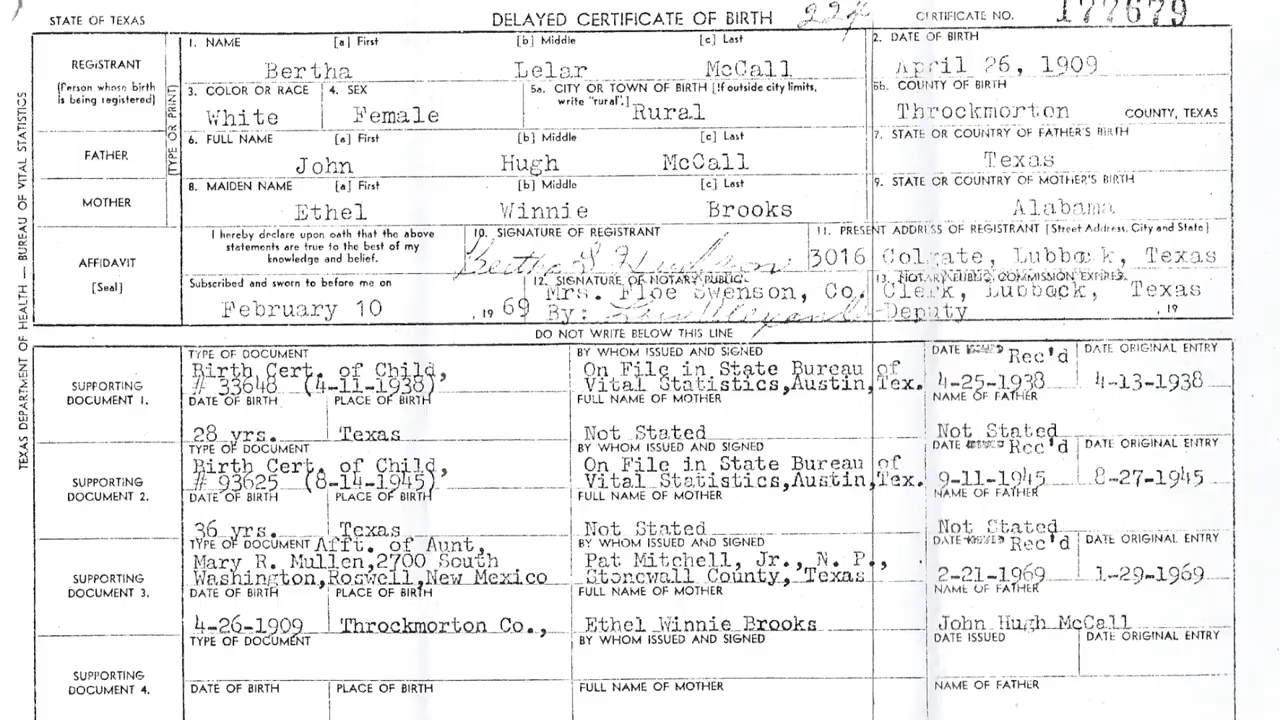 STATE OF TEXAS DELAYED CERTIFICATE OF BIRTH 224 CERTIFICATE NO. 177679
TEXAS DEPARTMENT OF HEALTH — BUREAU OF VITAL STATISTICS
(TYPE OR PRINT)
REGISTRANT
(Person whose birth is being registered)
1. NAME [a] First [b] Middle [c] Last 2. DATE OF BIRTH
Bertha Lelar McCall April 26, 1909
3. COLOR OR RACE 4. SEX 5a. CITY OR TOWN OF BIRTH [If outside city limits, write "rural".] 5b. COUNTY OF BIRTH
White Female Rural Throckmorton COUNTY, TEXAS
FATHER
6. FULL NAME [a] First [b] Middle [c] Last 7. STATE OR COUNTRY OF FATHER'S BIRTH
John Hugh McCall Texas
MOTHER
8. MAIDEN NAME [a] First [b] Middle [c] Last 9. STATE OR COUNTRY OF MOTHER'S BIRTH
Ethel Winnie Brooks Alabama
AFFIDAVIT
[Seal]
I hereby declare upon oath that the above
statements are true to the best of my
knowledge and belief.
10. SIGNATURE OF REGISTRANT 11. PRESENT ADDRESS OF REGISTRANT [Street Address, City and State]
Bertha L Hudson 3016 Colgate, Lubbock, Texas
Subscribed and sworn to before me on 12. SIGNATURE OF NOTARY PUBLIC 13. NOTARY PUBLIC COMMISSION EXPIRES
Mrs. Floe Swenson, Co. Clerk, Lubbock, Texas
February 10 , 19 69 By: Deputy , 19
DO NOT WRITE BELOW THIS LINE
SUPPORTING DOCUMENT 1.
TYPE OF DOCUMENT BY WHOM ISSUED AND SIGNED DATE Rec'd DATE ORIGINAL ENTRY
Birth Cert. of Child, On File in State Bureau of
# 33648 (4-11-1938) Vital Statistics,Austin,Tex. 4-25-1938 4-13-1938
DATE OF BIRTH PLACE OF BIRTH FULL NAME OF MOTHER NAME OF FATHER
28 yrs. Texas Not Stated Not Stated
SUPPORTING DOCUMENT 2.
TYPE OF DOCUMENT BY WHOM ISSUED AND SIGNED DATE Rec'd DATE ORIGINAL ENTRY
Birth Cert. of Child, On File in State Bureau of
# 93625 (8-14-1945) Vital Statistics,Austin,Tex. 9-11-1945 8-27-1945
DATE OF BIRTH PLACE OF BIRTH FULL NAME OF MOTHER NAME OF FATHER
36 yrs. Texas Not Stated Not Stated
SUPPORTING DOCUMENT 3.
TYPE OF DOCUMENT Afft. of Aunt, BY WHOM ISSUED AND SIGNED DATE Rec'd DATE ORIGINAL ENTRY
Mary R. Mullen,2700 South Pat Mitchell, Jr., N. P.,
Washington,Roswell,New Mexico Stonewall County, Texas 2-21-1969 1-29-1969
DATE OF BIRTH PLACE OF BIRTH FULL NAME OF MOTHER NAME OF FATHER
4-26-1909 Throckmorton Co., Ethel Winnie Brooks John Hugh McCall
SUPPORTING DOCUMENT 4.
TYPE OF DOCUMENT BY WHOM ISSUED AND SIGNED DATE ISSUED DATE ORIGINAL ENTRY
DATE OF BIRTH PLACE OF BIRTH FULL NAME OF MOTHER NAME OF FATHER